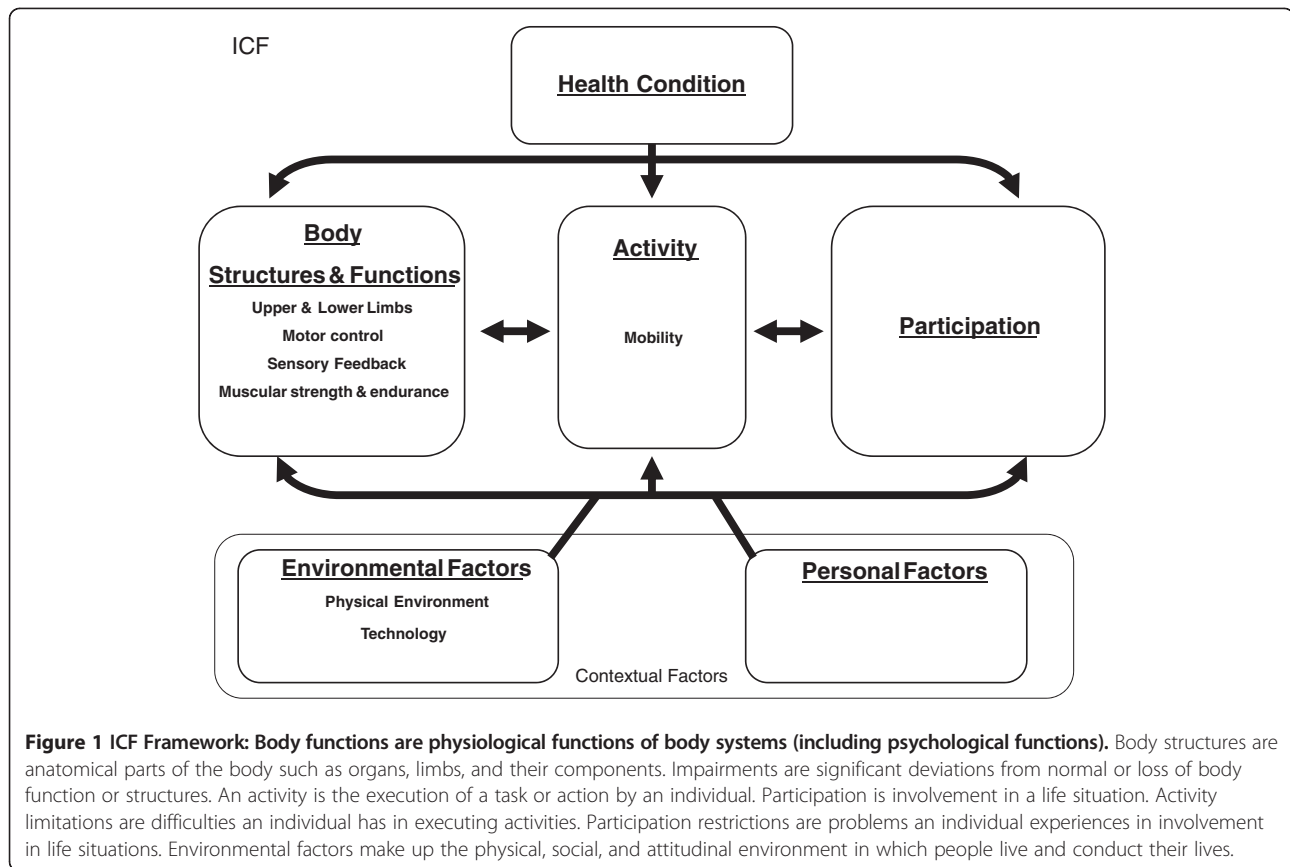 ICF
Health Condition
Body
Structures & Functions
Upper & Lower Limbs
Motor control
Sensory Feedback
Muscular strength & endurance
Activity
Mobility
Participation
Environmental Factors
Physical Environment
Technology
Personal Factors
Contextual Factors
Figure 1 ICF Framework: Body functions are physiological functions of body systems (including psychological functions). Body structures are
anatomical parts of the body such as organs, limbs, and their components. Impairments are significant deviations from normal or loss of body
function or structures. An activity is the execution of a task or action by an individual. Participation is involvement in a life situation. Activity
limitations are difficulties an individual has in executing activities. Participation restrictions are problems an individual experiences in involvement
in life situations. Environmental factors make up the physical, social, and attitudinal environment in which people live and conduct their lives.